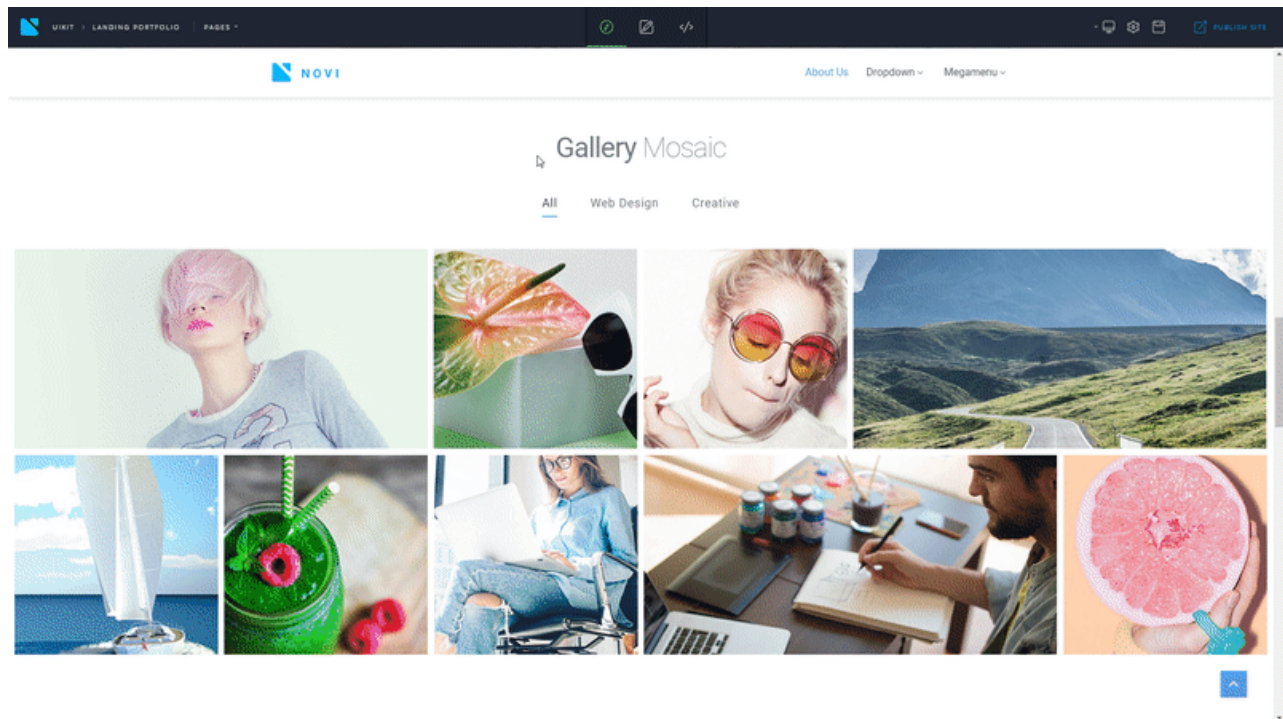 UIKIT > LANDING PORTFOLIO PAGES </> PUBLISH SITE
NOVI About Us Dropdown Megamenu
Gallery Mosaic
All Web Design Creative